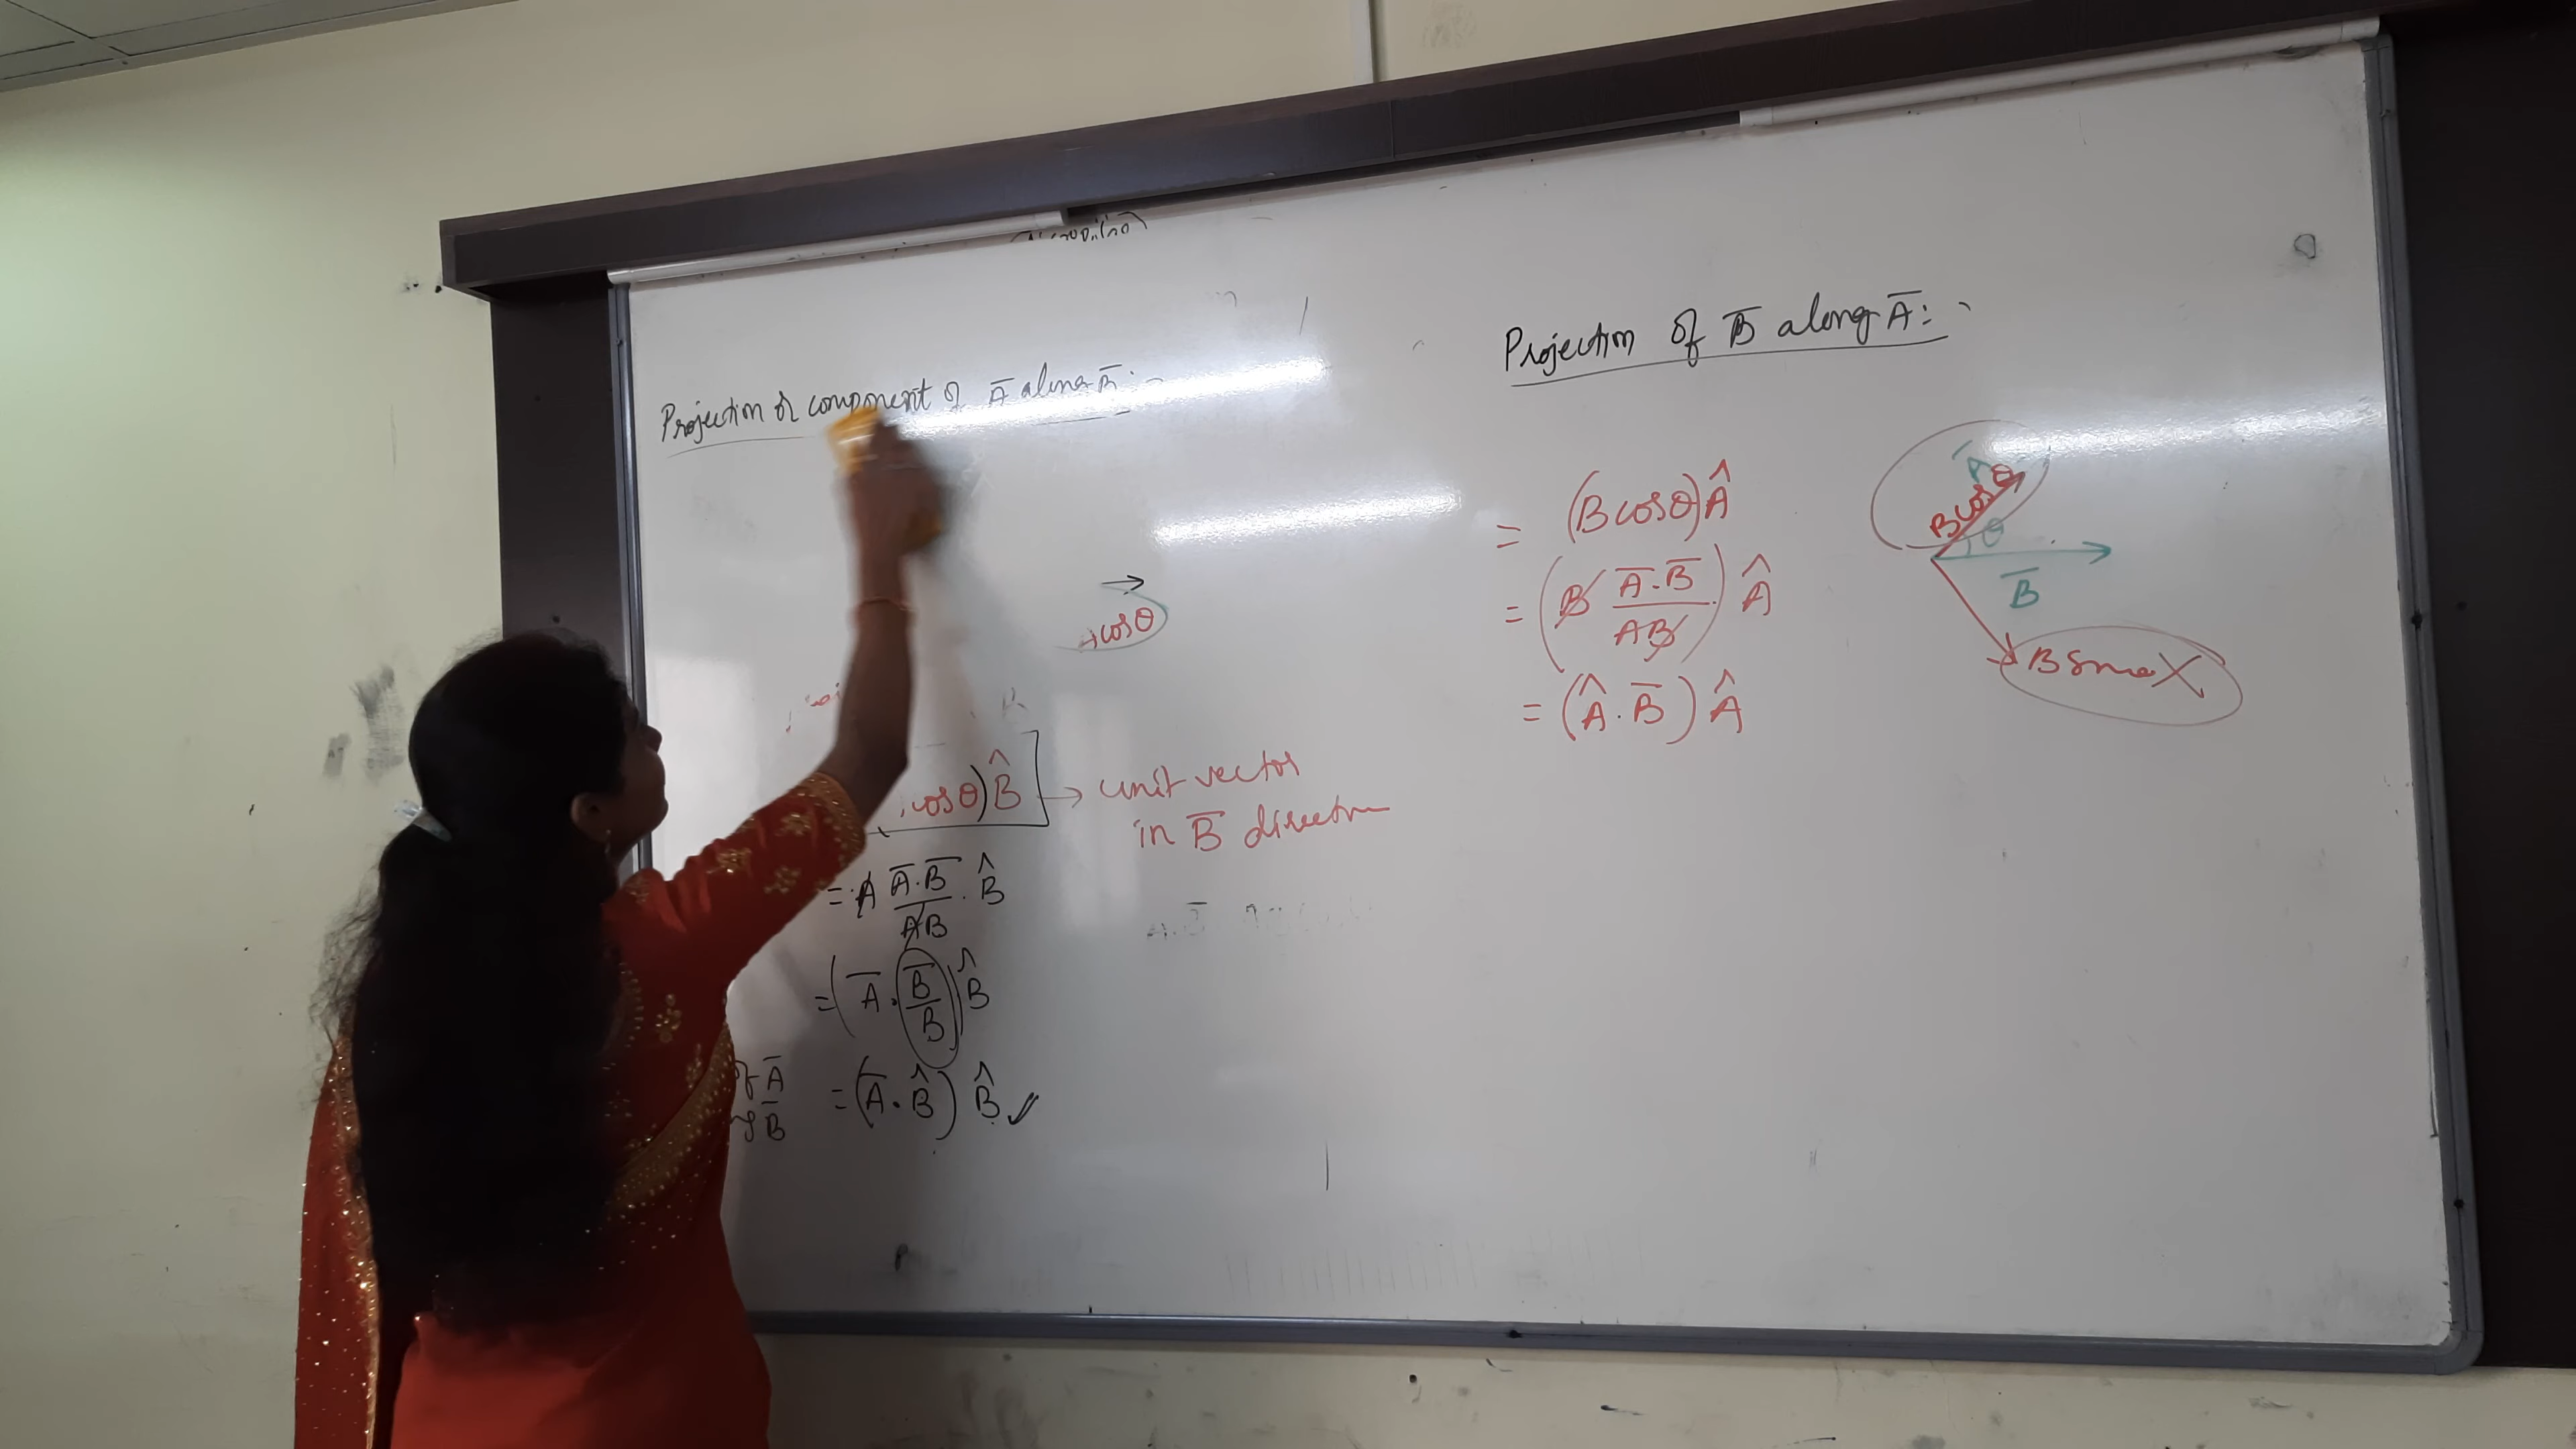 Projection or component of A̅ along B̅ :-
cosθ
cosθ) B̂ → unit vector
in B̅ direction
= A A̅.B̅/AB . B̂
= (A̅ . B̅/B) B̂
of A̅ = (A̅ . B̂) B̂ ✓
B̅
Projection of B̅ along A̅ :-
= (B cosθ) Â
= (B A̅.B̅/AB) Â
= (Â . B̅) Â
A̅
B cosθ
θ
B̅
B Sinθ X